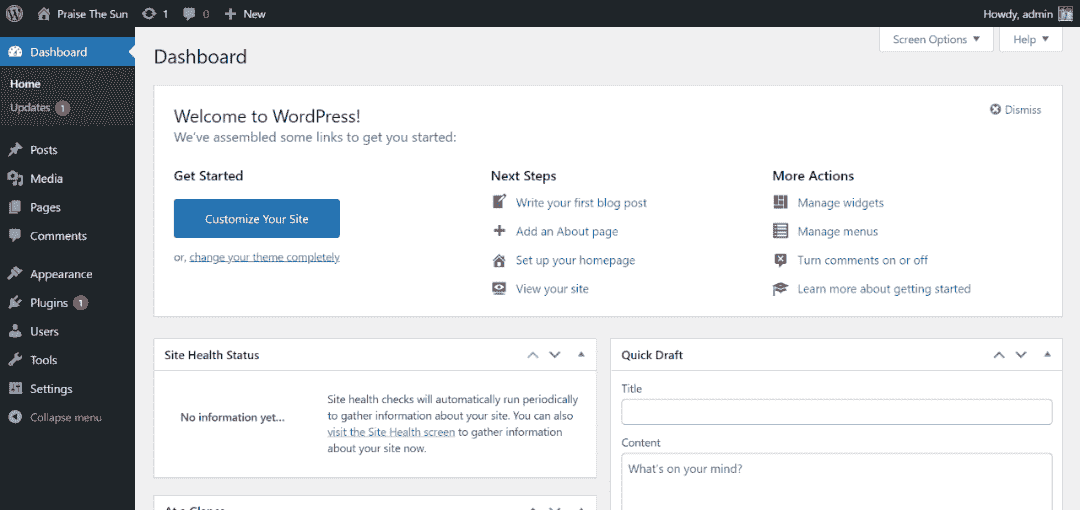 Praise The Sun 1 0 New Howdy, admin
Dashboard
Home
Updates 1
Posts
Media
Pages
Comments
Appearance
Plugins 1
Users
Tools
Settings
Collapse menu
Screen Options Help
Dashboard
Welcome to WordPress!
Dismiss
We've assembled some links to get you started:
Get Started
Customize Your Site
or, change your theme completely
Next Steps
Write your first blog post
Add an About page
Set up your homepage
View your site
More Actions
Manage widgets
Manage menus
Turn comments on or off
Learn more about getting started
Site Health Status
No information yet...
Site health checks will automatically run periodically
to gather information about your site. You can also
visit the Site Health screen to gather information
about your site now.
Quick Draft
Title
Content
What's on your mind?